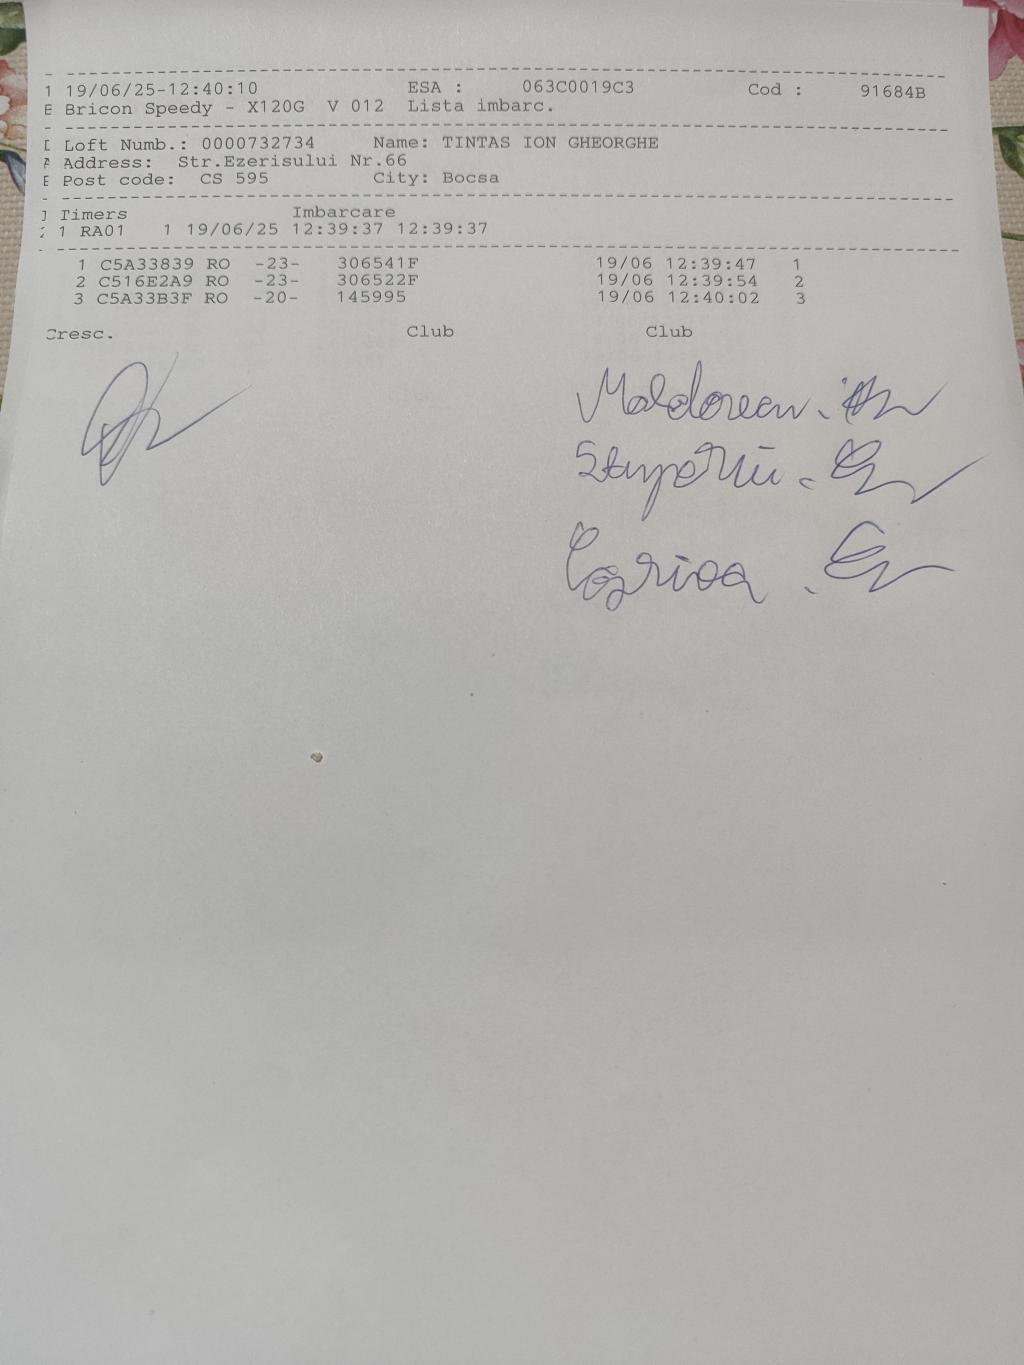 1 19/06/25-12:40:10 ESA : 063C0019C3 Cod : 91684B
E Bricon Speedy - X120G V 012 Lista imbarc.
Loft Numb.: 0000732734 Name: TINTAS ION GHEORGHE
Address: Str.Ezerisului Nr.66
E Post code: CS 595 City: Bocsa
Timers Imbarcare
1 RA01 1 19/06/25 12:39:37 12:39:37
1 C5A33839 RO -23- 306541F 19/06 12:39:47 1
2 C516E2A9 RO -23- 306522F 19/06 12:39:54 2
3 C5A33B3F RO -20- 145995 19/06 12:40:02 3
Cresc. Club Club